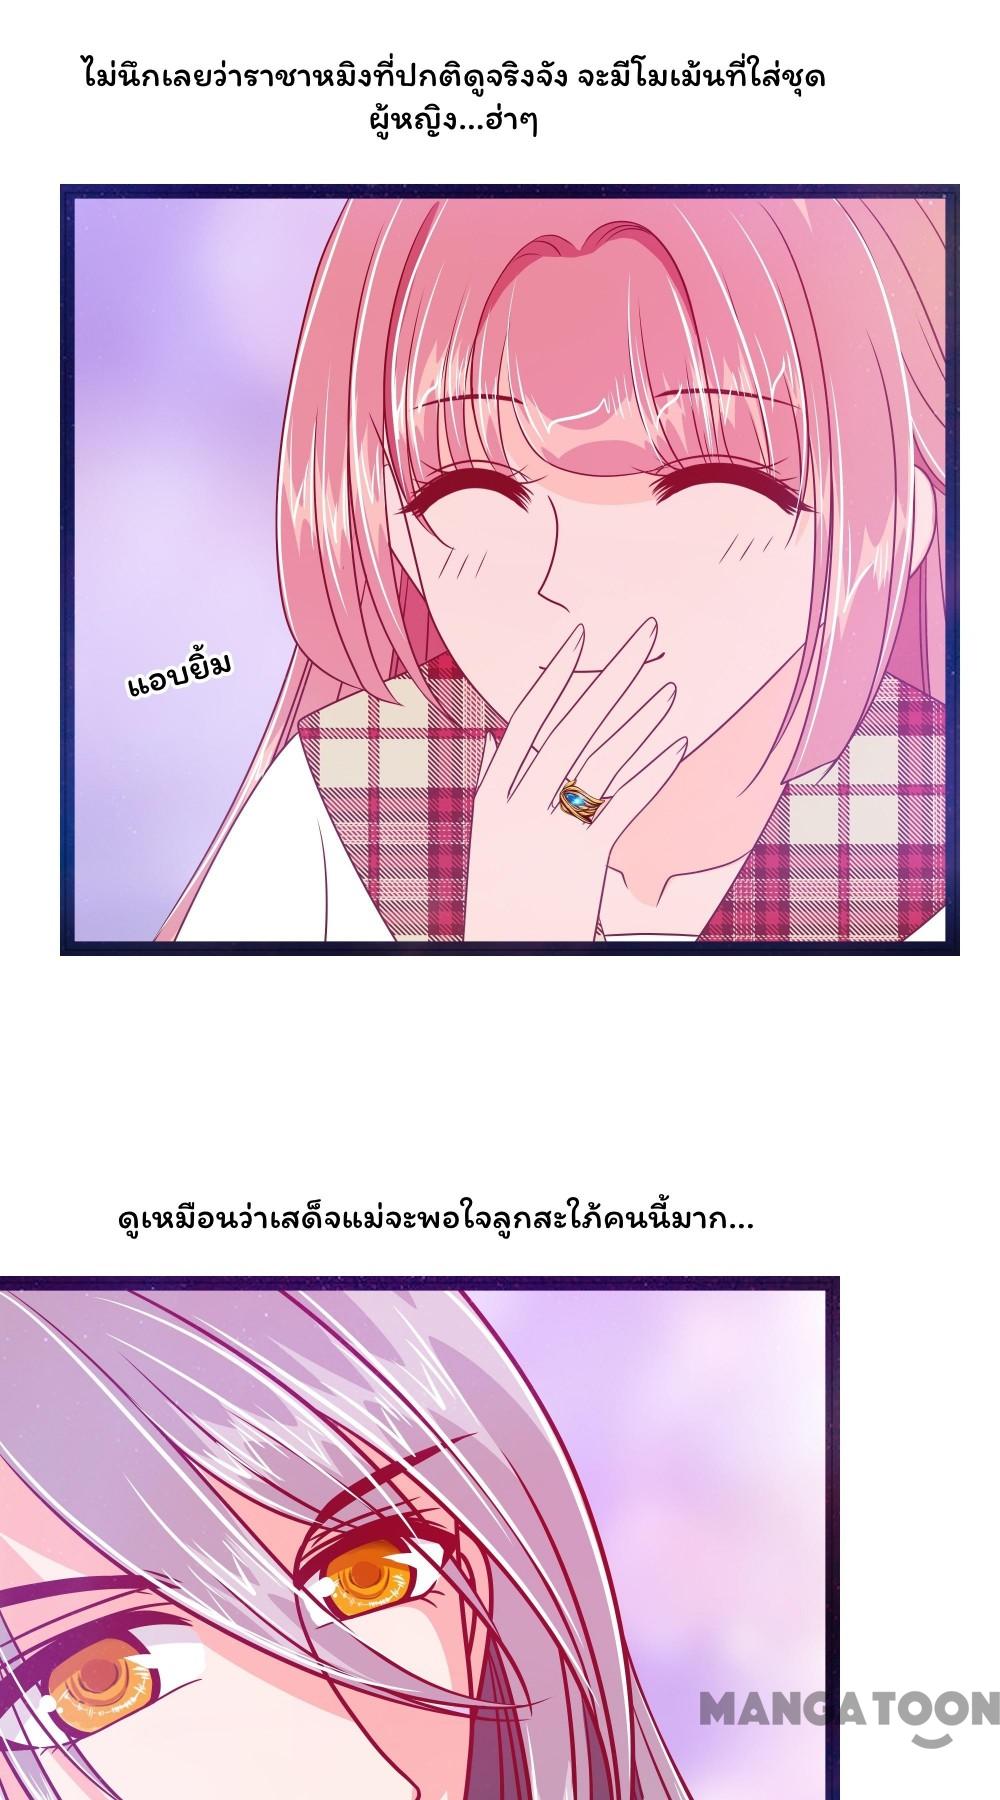 ไม่นึกเลยว่าราชาหมิงที่ปกติดูจริงจัง จะมีโมเม้นที่ใส่ชุด
ผู้หญิง...ฮ่าๆ
แอบยิ้ม
ดูเหมือนว่าเสด็จแม่จะพอใจลูกสะใภ้คนนี้มาก...
MANGATOON